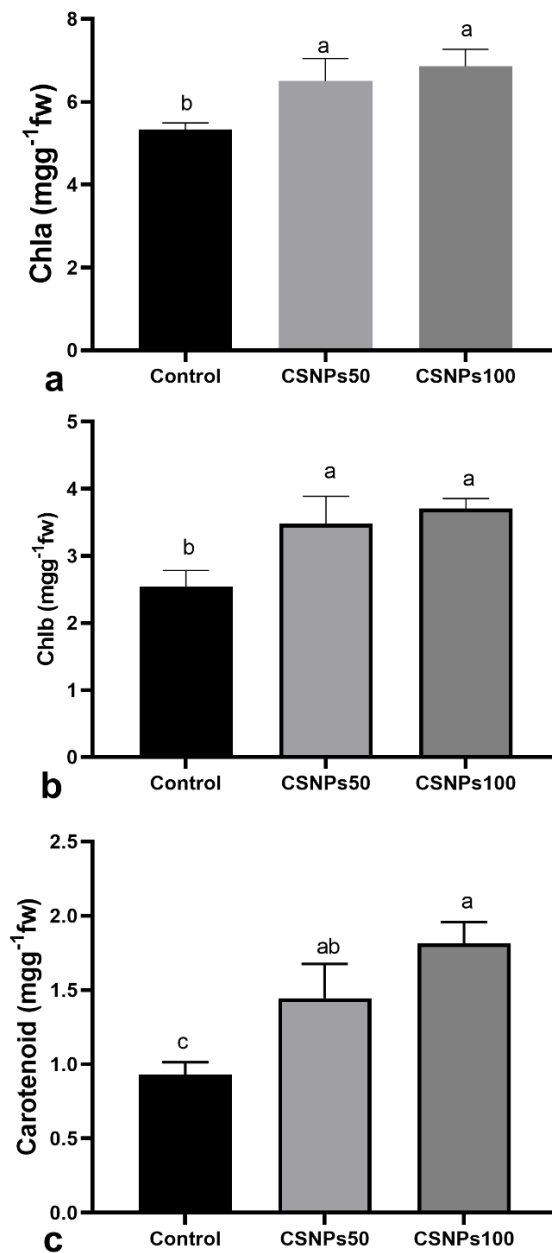 8
a
a
6
b
4
Chla (mgg⁻¹fw)
2
0
a
Control CSNPs50 CSNPs100
5
a
a
4
b
3
Chlb (mgg⁻¹fw)
2
1
0
b
Control CSNPs50 CSNPs100
2.5
a
2.0
ab
1.5
c
1.0
Carotenoid (mgg⁻¹fw)
0.5
0.0
c
Control CSNPs50 CSNPs100